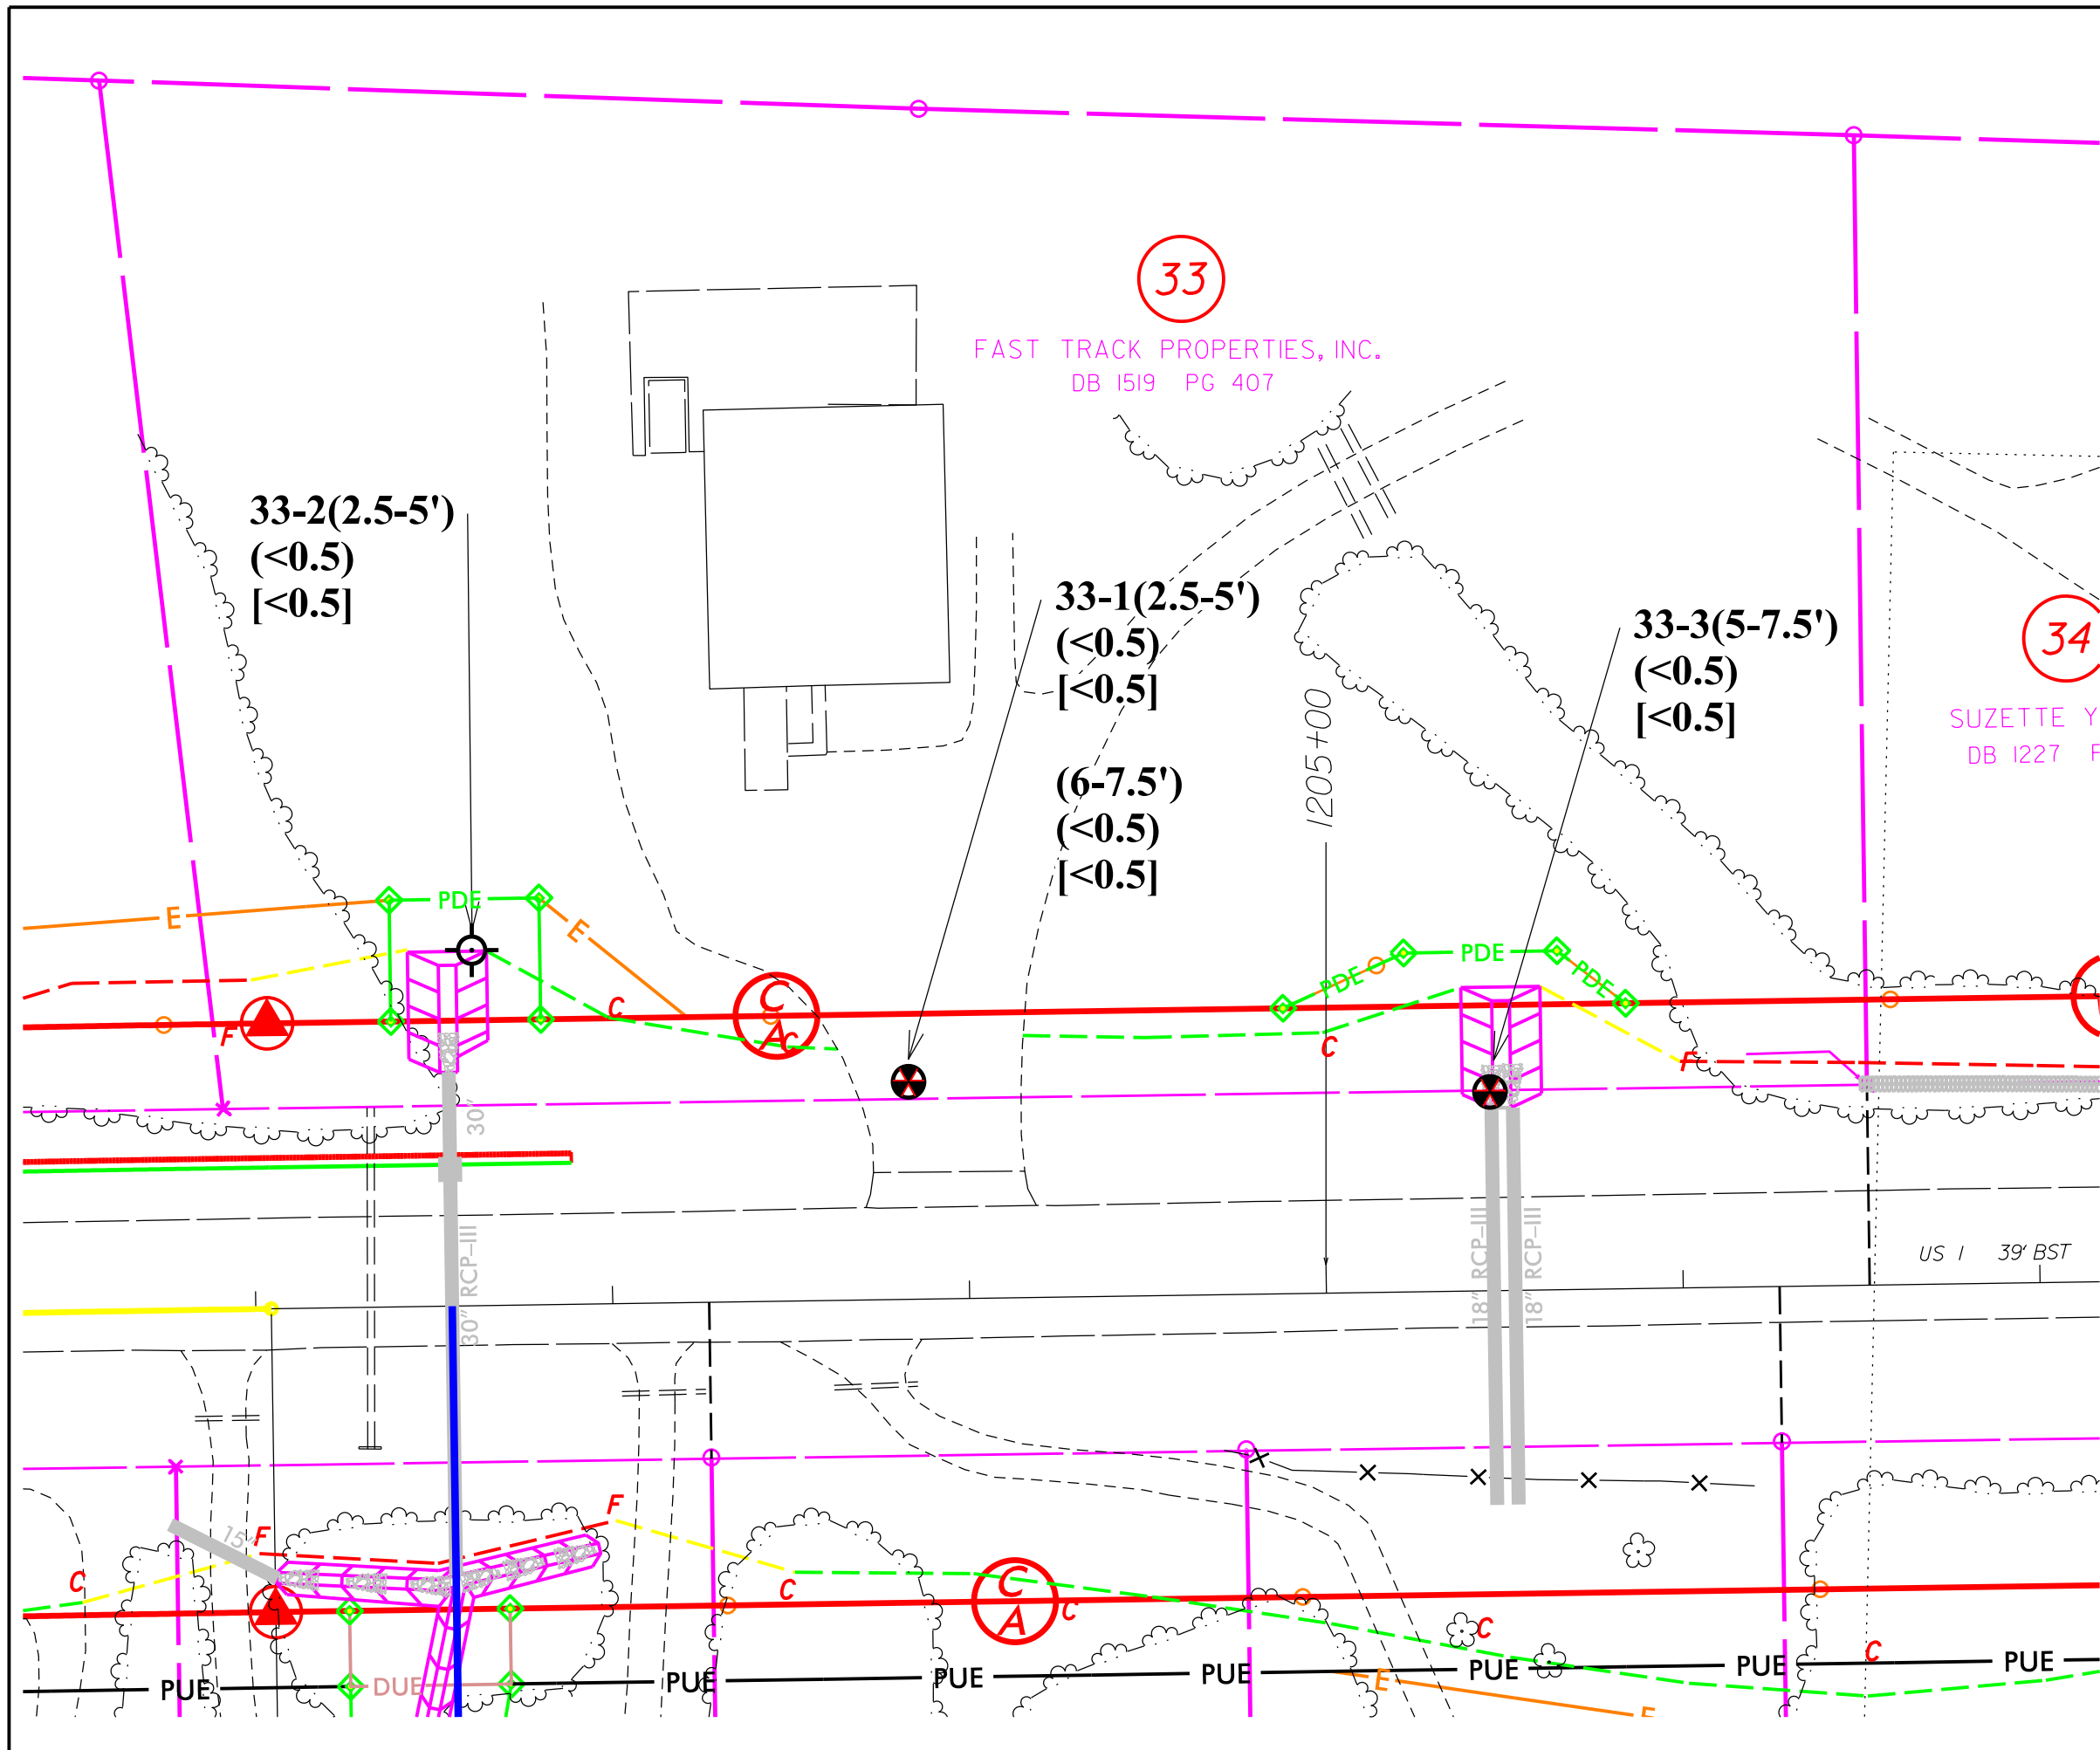 33
FAST TRACK PROPERTIES, INC.
DB 1519 PG 407
33-2(2.5-5')
(<0.5)
[<0.5]
33-1(2.5-5')
(<0.5)
[<0.5]
(6-7.5')
(<0.5)
[<0.5]
33-3(5-7.5')
(<0.5)
[<0.5]
34
SUZETTE Y
DB 1227
1205+00
E
PDE
E
PDE
PDE
PDE
C
C
A
C
C
F
F
30"
30" RCP-III
18" RCP-III
18" RCP-III
US 1 39' BST
15"
F
F
C
C
C
A
C
C
C
PUE
DUE
PUE
PUE
PUE
E
PUE
PUE
PUE
E